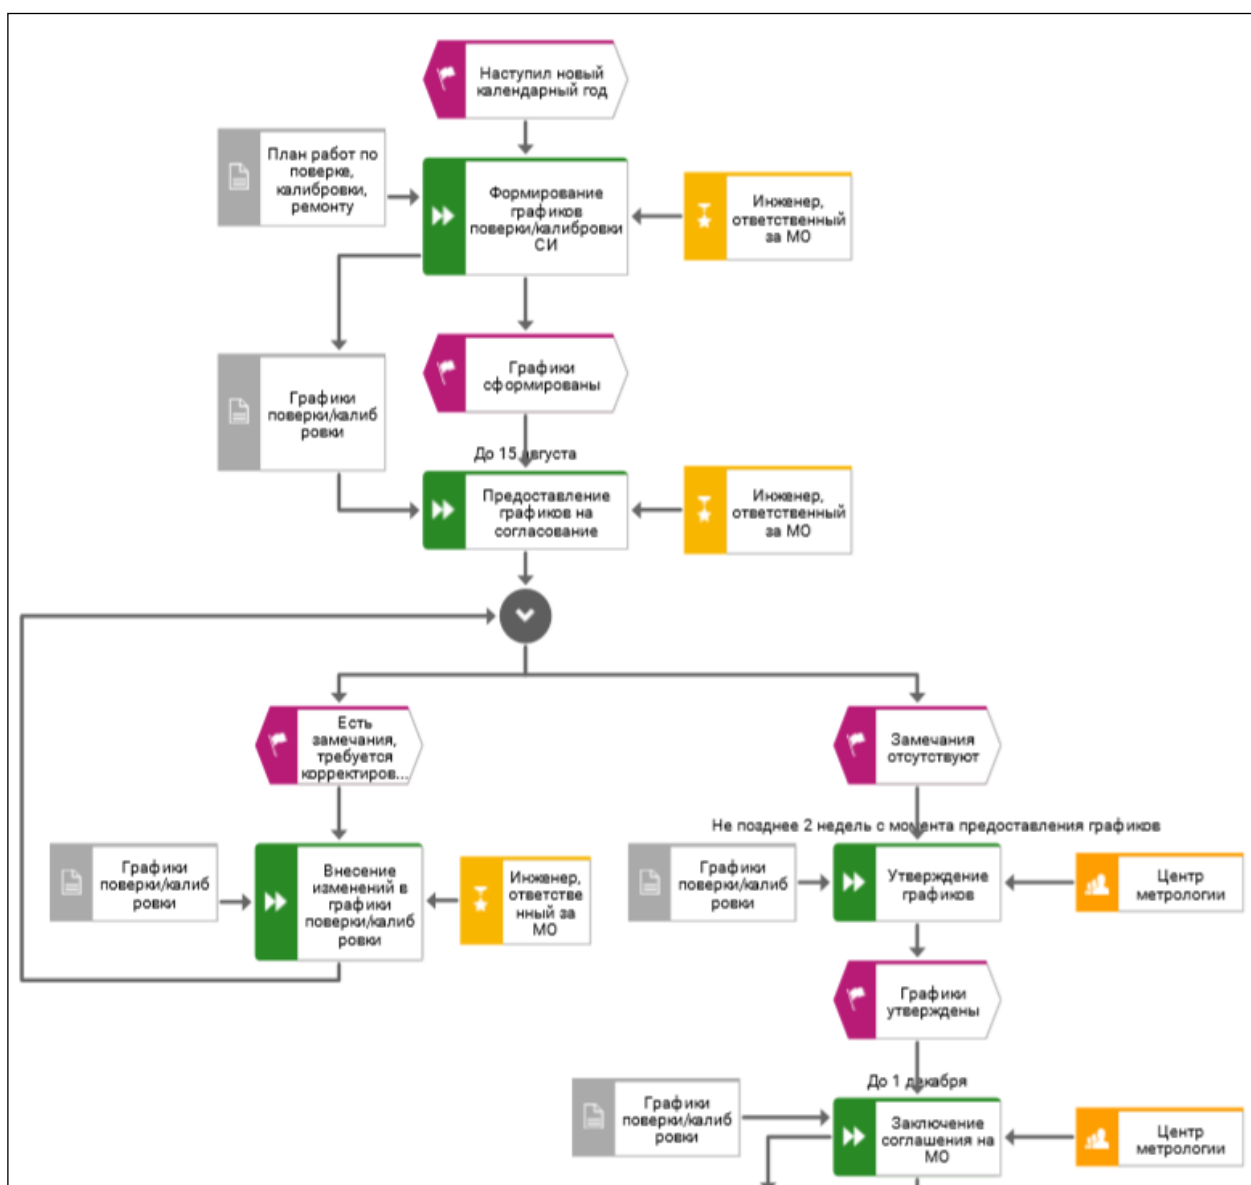 Наступил новый
календарный год
План работ по
поверке,
калибровки,
ремонту
Формирование
графиков
поверки/калибровки
СИ
Инженер,
ответственный
за МО
Графики
поверки/калиб
ровки
Графики
сформированы
До 15 августа
Предоставление
графиков на
согласование
Инженер,
ответственный
за МО
Есть
замечания,
требуется
корректиров...
Замечания
отсутствуют
Не позднее 2 недель с момента предоставления графиков
Графики
поверки/калиб
ровки
Внесение
изменений в
графики
поверки/калиб
ровки
Инженер,
ответстве
нный за
МО
Графики
поверки/калиб
ровки
Утверждение
графиков
Центр
метрологии
Графики
утверждены
До 1 декабря
Графики
поверки/калиб
ровки
Заключение
соглашения на
МО
Центр
метрологии